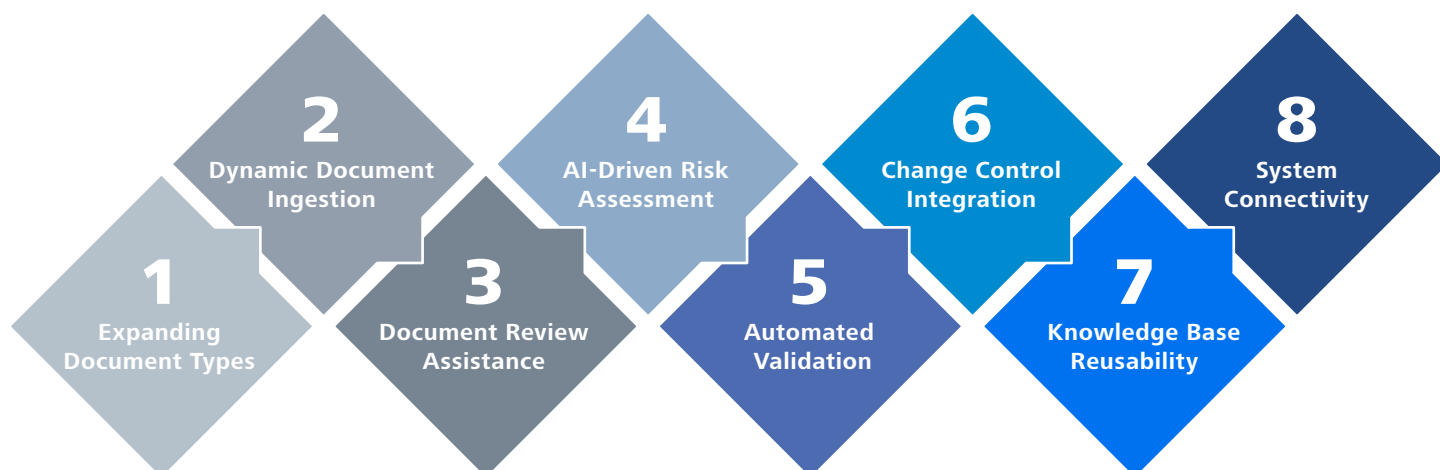 1
Expanding
Document Types
2
Dynamic Document
Ingestion
3
Document Review
Assistance
4
AI-Driven Risk
Assessment
5
Automated
Validation
6
Change Control
Integration
7
Knowledge Base
Reusability
8
System
Connectivity